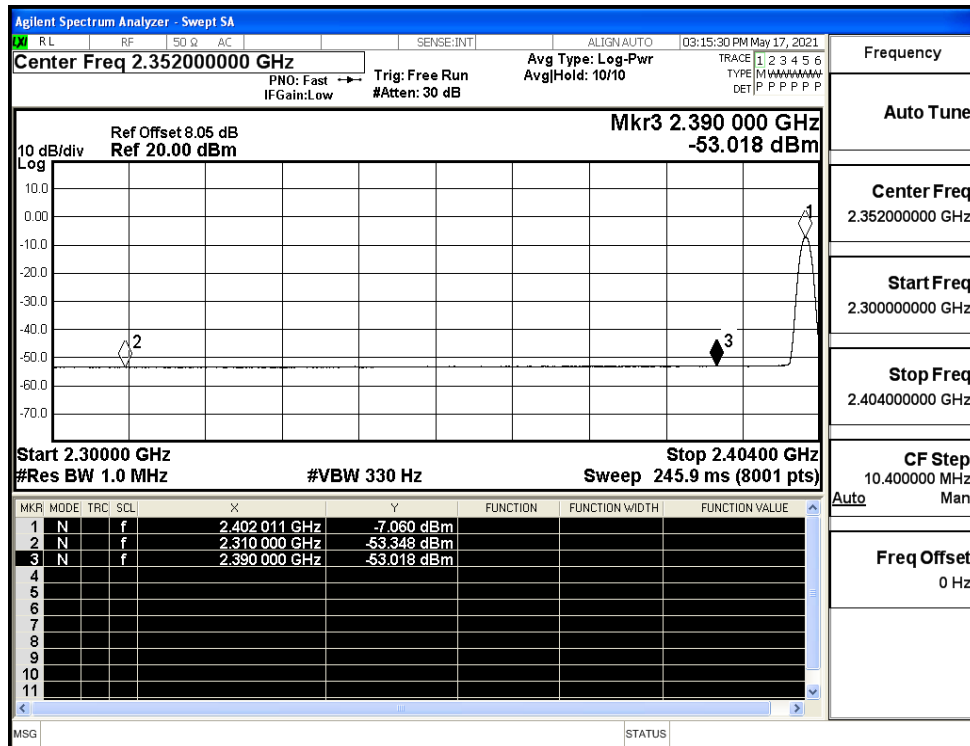 Agilent Spectrum Analyzer - Swept SA
LXI RL RF 50 Ω AC SENSE:INT ALIGN AUTO 03:15:30 PM May 17, 2021
Center Freq 2.352000000 GHz
PNO: Fast
IFGain:Low
Trig: Free Run
#Atten: 30 dB
Avg Type: Log-Pwr
Avg|Hold: 10/10
TRACE 1 2 3 4 5 6
TYPE M WWWWW
DET P P P P P P
Mkr3 2.390 000 GHz
-53.018 dBm
Ref Offset 8.05 dB
10 dB/div Ref 20.00 dBm
Log
10.0
0.00
-10.0
-20.0
-30.0
-40.0
-50.0
-60.0
-70.0
1
2
3
Start 2.30000 GHz Stop 2.40400 GHz
#Res BW 1.0 MHz #VBW 330 Hz Sweep 245.9 ms (8001 pts)
MKR MODE TRC SCL X Y FUNCTION FUNCTION WIDTH FUNCTION VALUE
1 N f 2.402 011 GHz -7.060 dBm
2 N f 2.310 000 GHz -53.348 dBm
3 N f 2.390 000 GHz -53.018 dBm
4
5
6
7
8
9
10
11
MSG STATUS
Frequency
Auto Tune
Center Freq
2.352000000 GHz
Start Freq
2.300000000 GHz
Stop Freq
2.404000000 GHz
CF Step
10.400000 MHz
Auto Man
Freq Offset
0 Hz